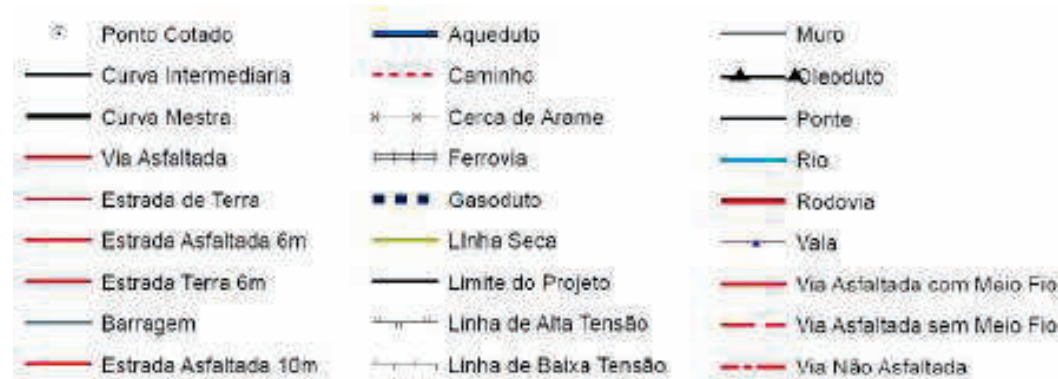 Ponto Cotado
Curva Intermediaria
Curva Mestra
Via Asfaltada
Estrada de Terra
Estrada Asfaltada 6m
Estrada Terra 6m
Barragem
Estrada Asfaltada 10m
Aqueduto
Caminho
Cerca de Arame
Ferrovia
Gasoduto
Linha Seca
Limite do Projeto
Linha de Alta Tensão
Linha de Baixa Tensão
Muro
Oleoduto
Ponte
Rio
Rodovia
Vala
Via Asfaltada com Meio Fio
Via Asfaltada sem Meio Fio
Via Não Asfaltada